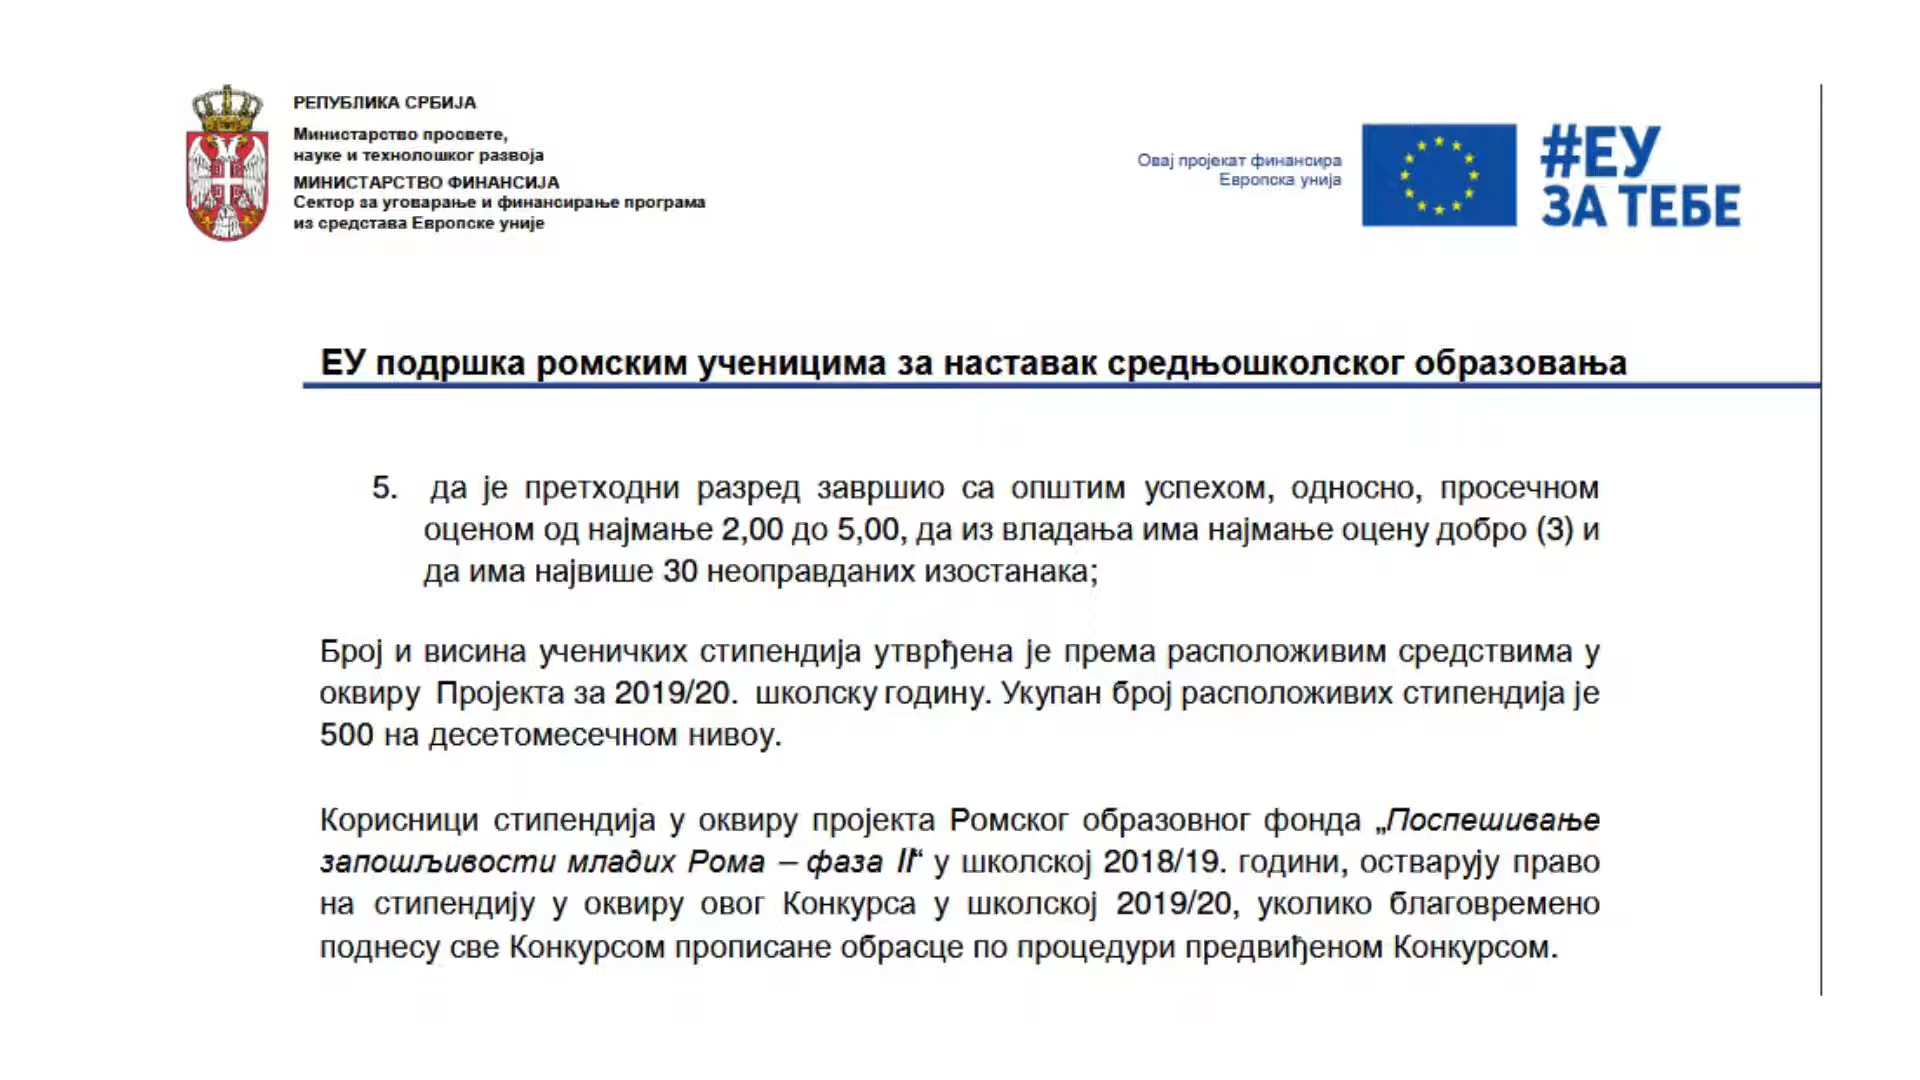 РЕПУБЛИКА СРБИЈА
Министарство просвете,
науке и технолошког развоја
МИНИСТАРСТВО ФИНАНСИЈА
Сектор за уговарање и финансирање програма
из средстава Европске уније
Овај пројекат финансира
Европска унија
#ЕУ
ЗА ТЕБЕ
ЕУ подршка ромским ученицима за наставак средњошколског образовања
5. да је претходни разред завршио са општим успехом, односно, просечном
оценом од најмање 2,00 до 5,00, да из владања има најмање оцену добро (3) и
да има највише 30 неоправданих изостанака;
Број и висина ученичких стипендија утврђена је према расположивим средствима у
оквиру Пројекта за 2019/20. школску годину. Укупан број расположивих стипендија је
500 на десетомесечном нивоу.
Корисници стипендија у оквиру пројекта Ромског образовног фонда „Поспешивање
запошљивости младих Рома – фаза II“ у школској 2018/19. години, остварују право
на стипендију у оквиру овог Конкурса у школској 2019/20, уколико благовремено
поднесу све Конкурсом прописане обрасце по процедури предвиђеном Конкурсом.